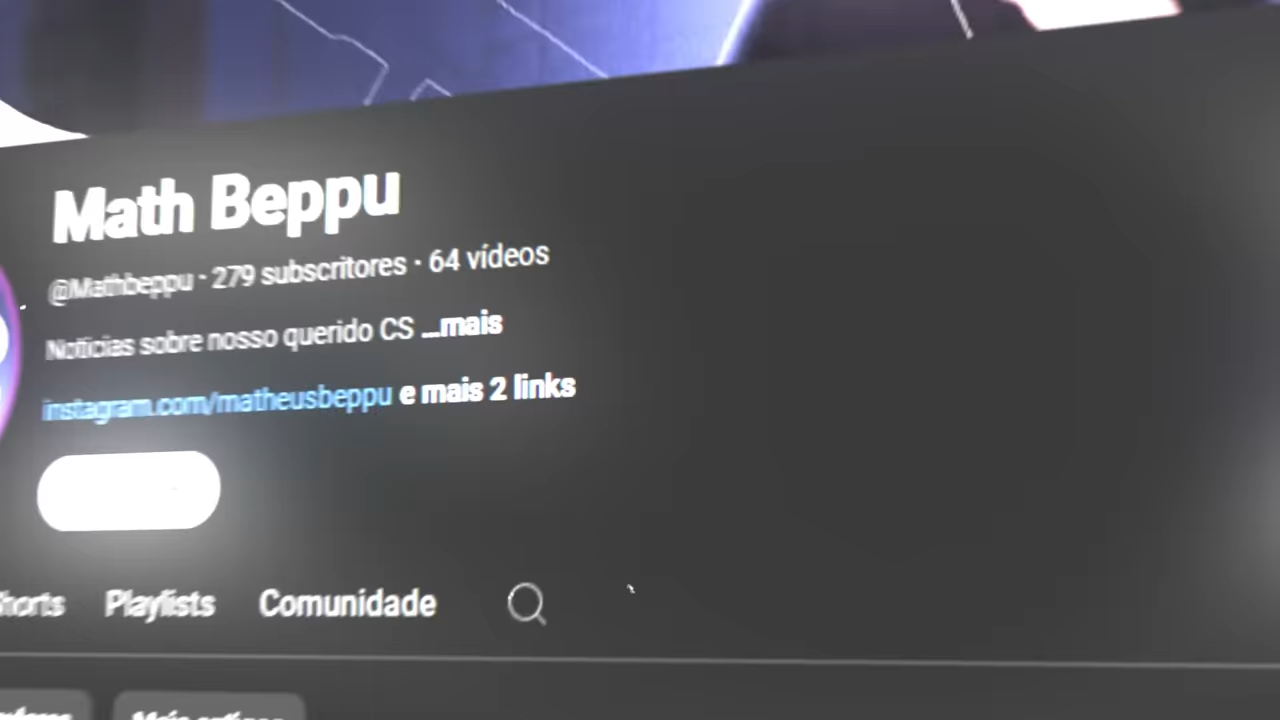 Math Beppu
@Mathbeppu · 279 subscritores · 64 vídeos
Notícias sobre nosso querido CS ...mais
instagram.com/matheusbeppu e mais 2 links
Shorts Playlists Comunidade